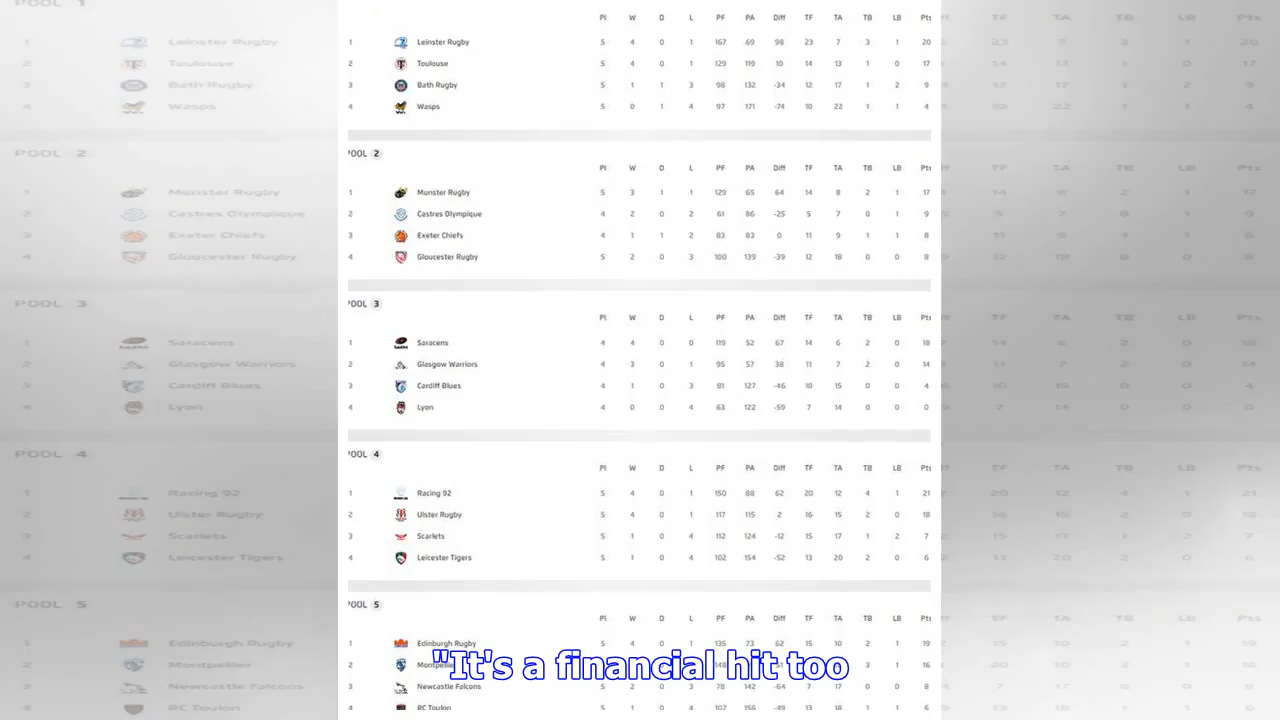 Pl W D L PF PA Diff TF TA TB LB Pts
1 Leinster Rugby 5 4 0 1 167 69 98 23 7 3 1 20
2 Toulouse 5 4 0 1 129 119 10 14 13 1 0 17
3 Bath Rugby 5 1 1 3 98 132 -34 12 17 1 2 9
4 Wasps 5 0 1 4 97 171 -74 10 22 1 1 4
POOL 2
Pl W D L PF PA Diff TF TA TB LB Pts
1 Munster Rugby 5 3 1 1 129 65 64 14 8 2 1 17
2 Castres Olympique 4 2 0 2 61 86 -25 5 7 0 1 9
3 Exeter Chiefs 4 1 1 2 83 83 0 11 9 1 1 8
4 Gloucester Rugby 5 2 0 3 100 139 -39 12 18 0 0 8
POOL 3
Pl W D L PF PA Diff TF TA TB LB Pts
1 Saracens 4 4 0 0 119 52 67 14 6 2 0 18
2 Glasgow Warriors 4 3 0 1 95 57 38 11 7 2 0 14
3 Cardiff Blues 4 1 0 3 81 127 -46 10 15 0 0 4
4 Lyon 4 0 0 4 63 122 -59 7 14 0 0 0
POOL 4
Pl W D L PF PA Diff TF TA TB LB Pts
1 Racing 92 5 4 0 1 150 88 62 20 12 4 1 21
2 Ulster Rugby 5 4 0 1 117 115 2 16 15 2 0 18
3 Scarlets 5 1 0 4 112 124 -12 15 17 1 2 7
4 Leicester Tigers 5 1 0 4 102 154 -52 13 20 2 0 6
POOL 5
Pl W D L PF PA Diff TF TA TB LB Pts
1 Edinburgh Rugby 5 4 0 1 135 73 62 15 10 2 1 19
2 Montpellier 3 1 16
"It's a financial hit too
3 Newcastle Falcons 5 2 0 3 78 142 -64 7 17 0 0 8
4 RC Toulon 5 1 0 4 107 156 -49 13 18 1 1 6